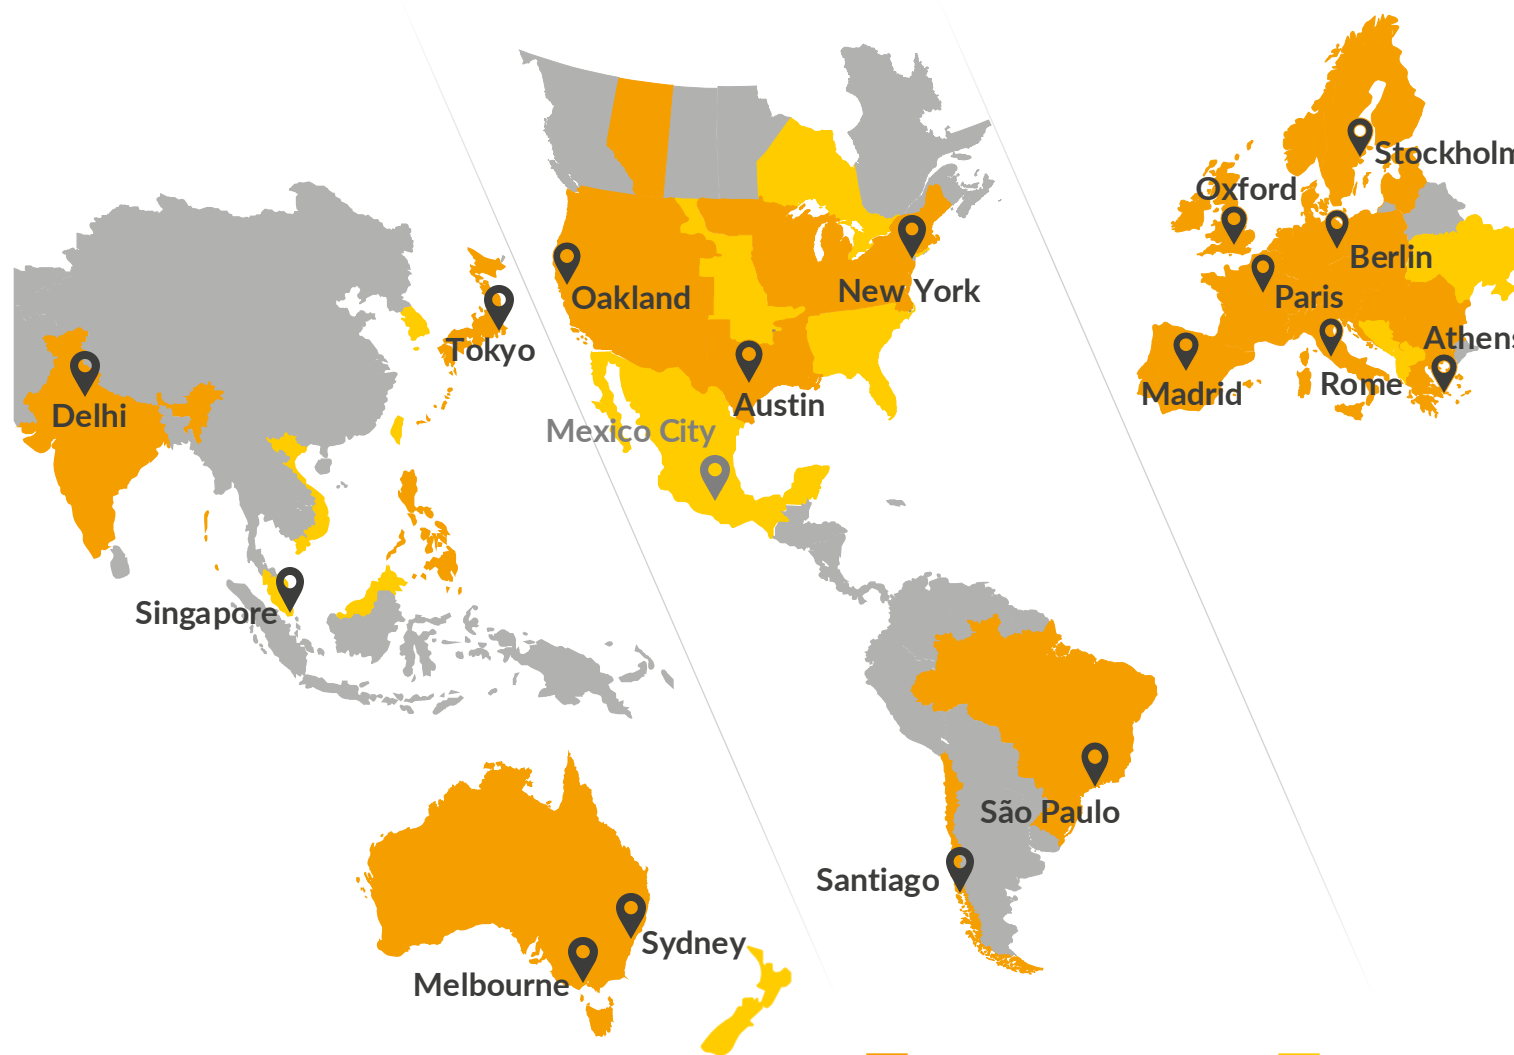 Tokyo
Delhi
Singapore
Sydney
Melbourne
Oakland
New York
Austin
Mexico City
São Paulo
Santiago
Stockholm
Oxford
Berlin
Paris
Athens
Rome
Madrid